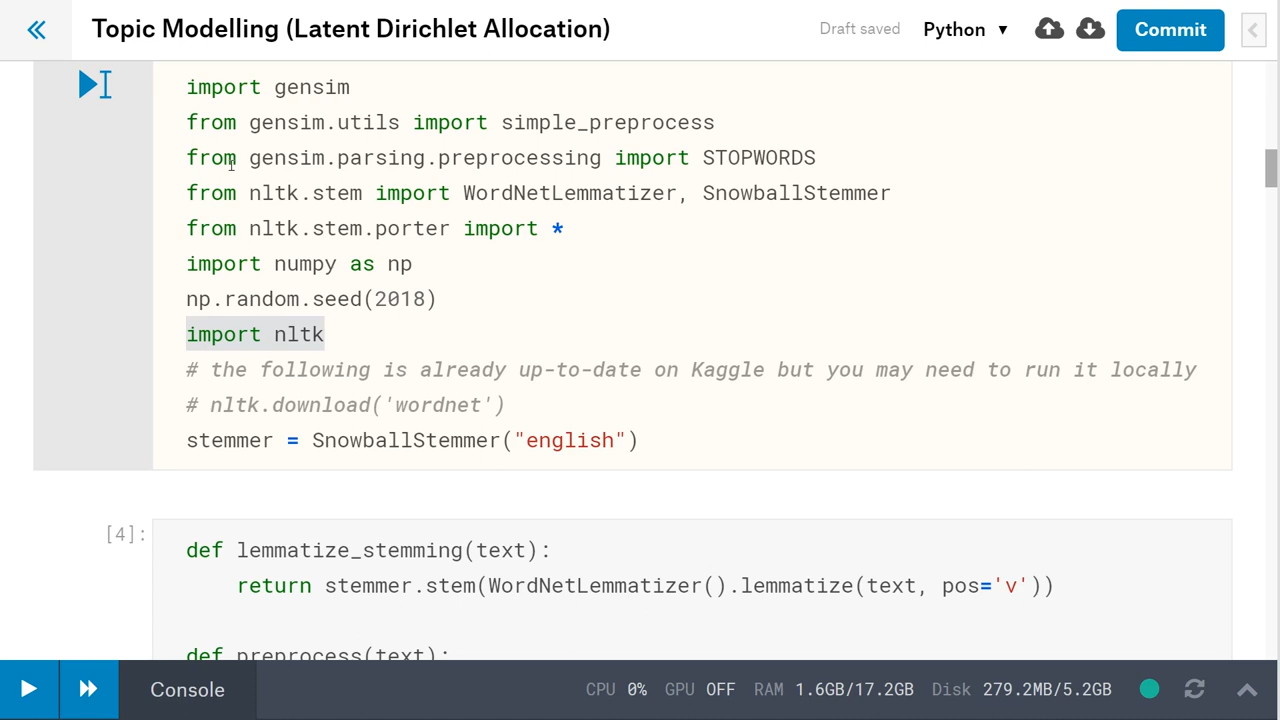 Topic Modelling (Latent Dirichlet Allocation) Draft saved Python Commit
import gensim
from gensim.utils import simple_preprocess
from gensim.parsing.preprocessing import STOPWORDS
from nltk.stem import WordNetLemmatizer, SnowballStemmer
from nltk.stem.porter import *
import numpy as np
np.random.seed(2018)
import nltk
# the following is already up-to-date on Kaggle but you may need to run it locally
# nltk.download('wordnet')
stemmer = SnowballStemmer("english")
[4]:
def lemmatize_stemming(text):
    return stemmer.stem(WordNetLemmatizer().lemmatize(text, pos='v'))
def preprocess(text):
Console CPU 0% GPU OFF RAM 1.6GB/17.2GB Disk 279.2MB/5.2GB